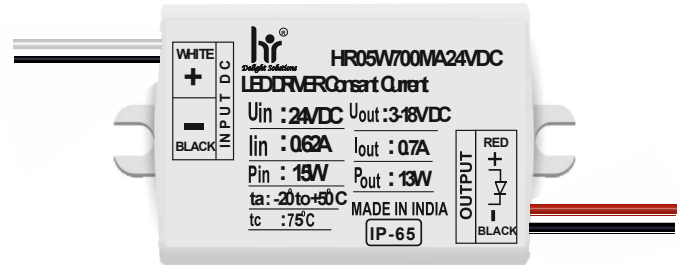 WHITE
+
-
BLACK
INPUT DC
hr®
Delight Solutions
HR05W700MA24VDC
LED DRIVER Consant Current
Uin : 24VDC Uout : 3-18VDC
Iin : 0.62A Iout : 0.7A
Pin : 15W Pout : 13W
ta : -20° to +50°C
tc : 75°C
MADE IN INDIA
IP-65
OUTPUT
RED
+
-
BLACK